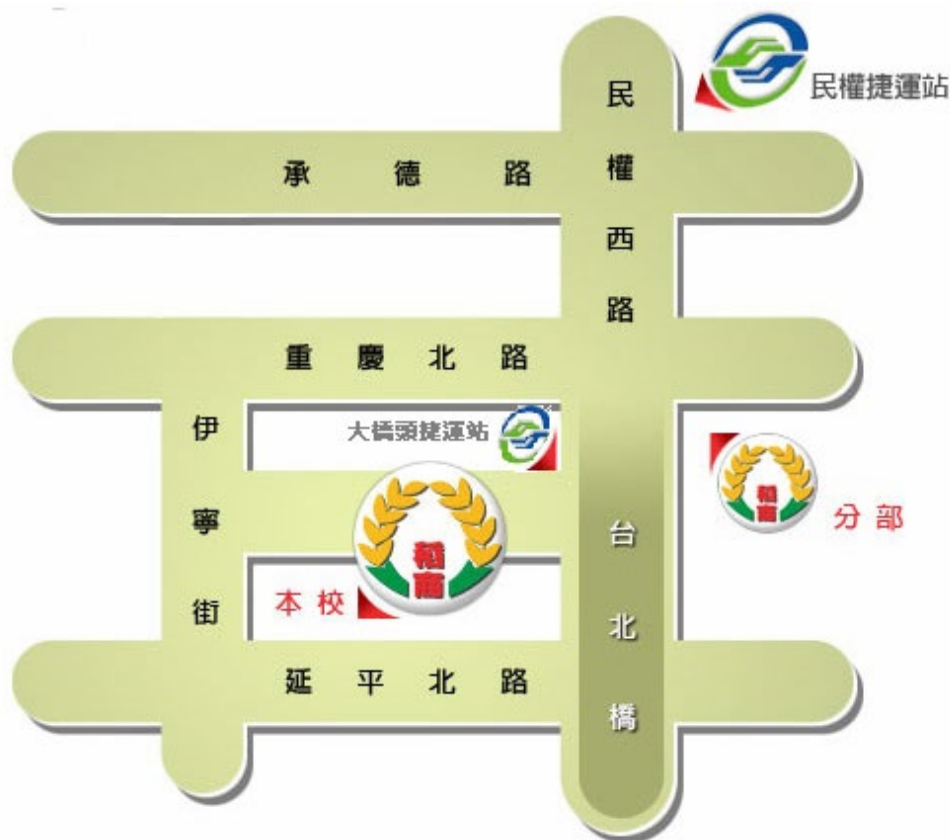 民權捷運站
民權西路
承德路
重慶北路
伊寧街
大橋頭捷運站
稻商
分部
台北橋
稻商
本校
延平北路